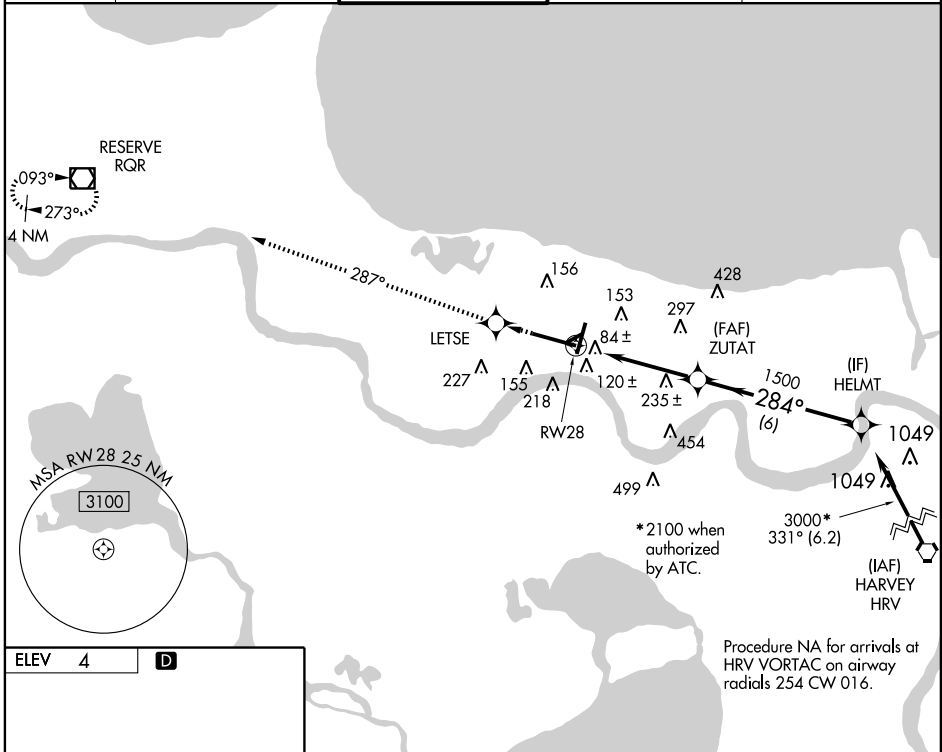 RESERVE
RQR
093°
273°
4 NM
287°
156
428
153
297
(FAF)
ZUTAT
LETSE
84 ±
(IF)
HELMT
227
155
218
120 ±
235 ±
1500
284°
(6)
RW28
454
1049
499
1049
MSA RW28 25 NM
3100
3000*
331° (6.2)
*2100 when
authorized
by ATC.
(IAF)
HARVEY
HRV
Procedure NA for arrivals at
HRV VORTAC on airway
radials 254 CW 016.
ELEV 4 D